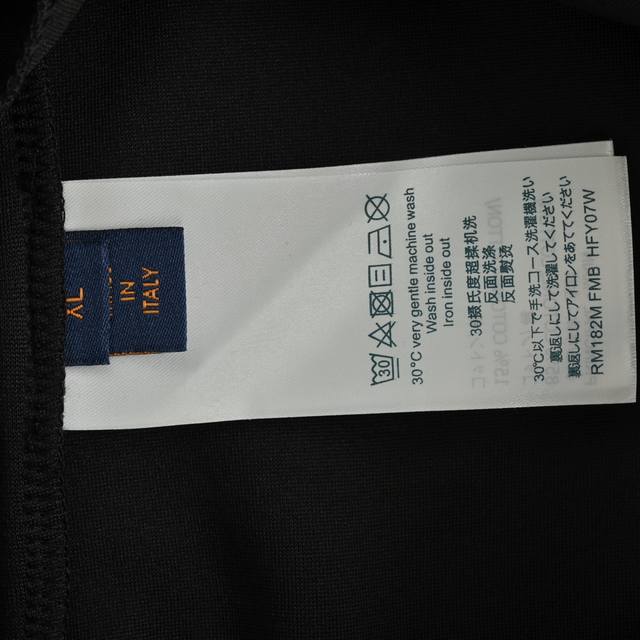 XL
IN
ITALY
30
30°C very gentle machine wash
Wash inside out
Iron inside out
30摄氏度超揉机洗
反面洗涤
反面熨烫
30℃以下で手洗コース洗濯機洗い
裏返しにして洗濯してください
裏返しにしてアイロンをあててください
RM182M FMB HFY07W